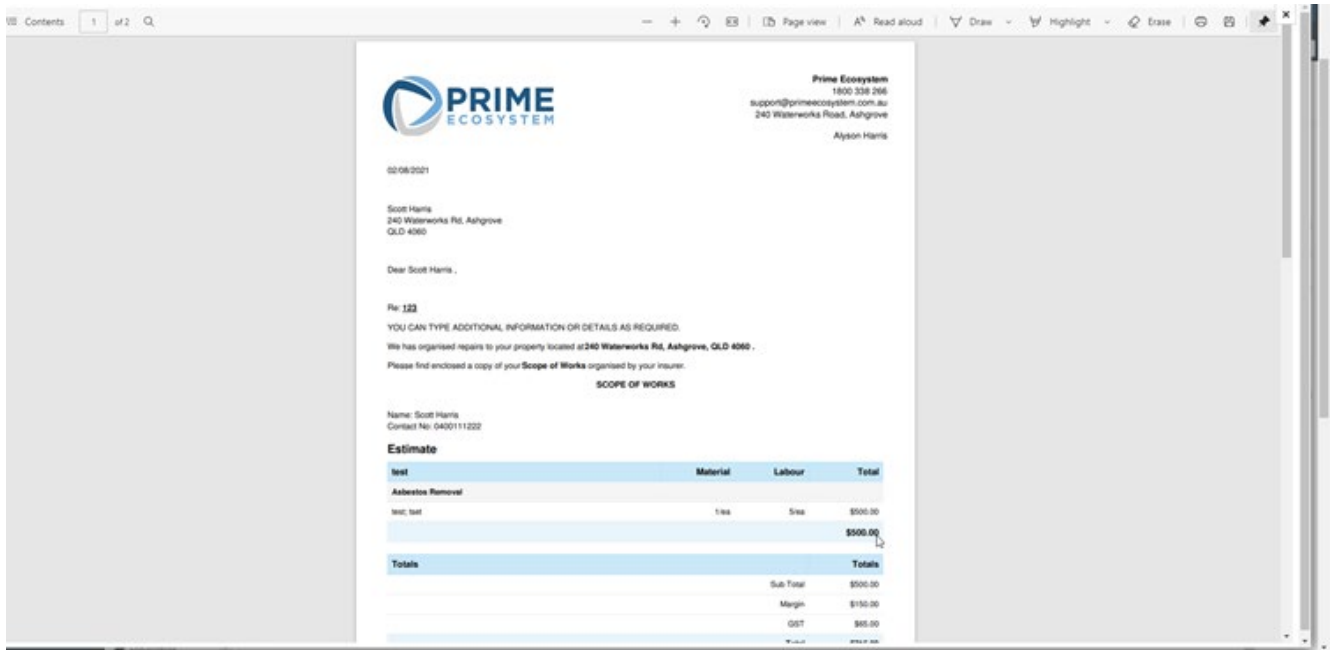 Contents 1 of 2 Page view Read aloud Draw Highlight Erase
PRIME
ECOSYSTEM
Prime Ecosystem
1800 338 266
support@primeecosystem.com.au
240 Waterworks Road, Ashgrove
Alyson Harris
02/08/2021
Scott Harris
240 Waterworks Rd, Ashgrove
QLD 4060
Dear Scott Harris ,
Re: 123
YOU CAN TYPE ADDITIONAL INFORMATION OR DETAILS AS REQUIRED.
We has organised repairs to your property located at 240 Waterworks Rd, Ashgrove, QLD 4060 .
Please find enclosed a copy of your Scope of Works organised by your insurer.
SCOPE OF WORKS
Name: Scott Harris
Contact No: 0400111222
Estimate
test Material Labour Total
Asbestos Removal
test; tset 1/ea 5/ea $500.00
$500.00
Totals Totals
Sub Total $500.00
Margin $150.00
GST $65.00